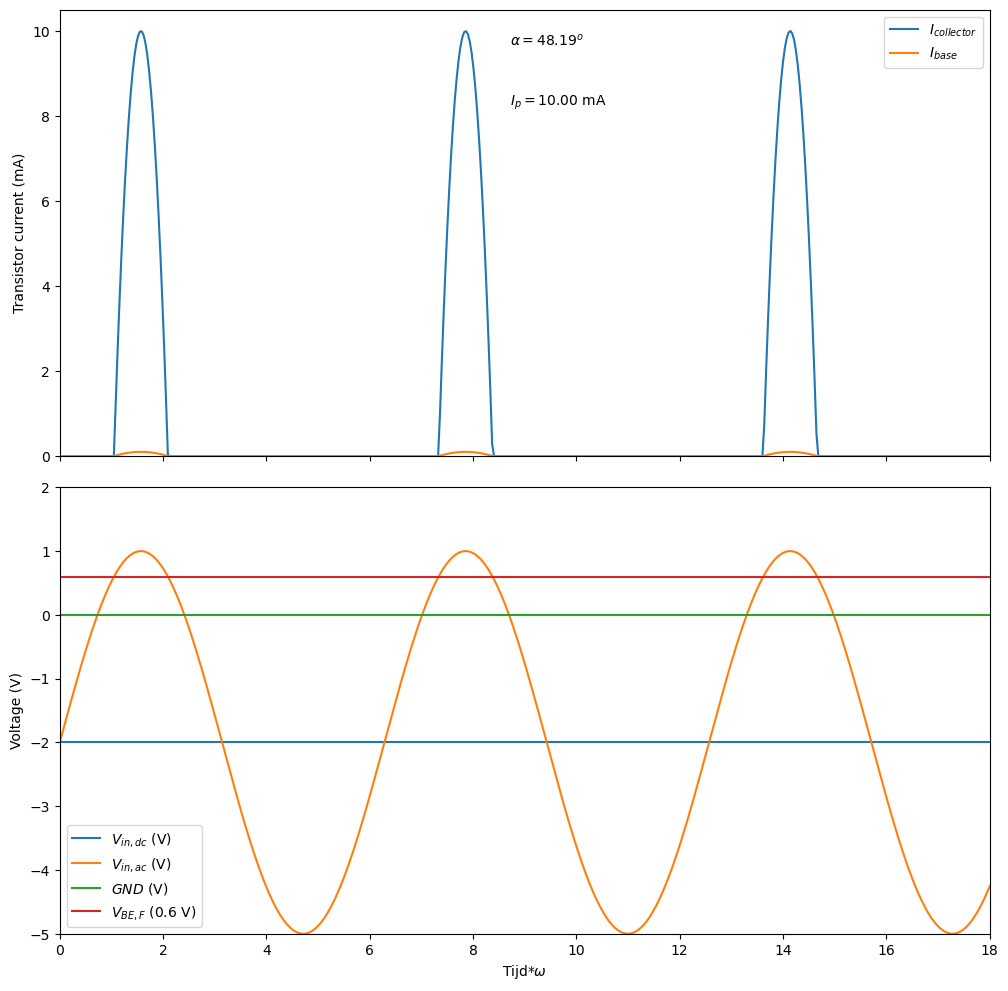 10
8
6
4
2
0
Transistor current (mA)
α = 48.19°
I_p = 10.00 mA
I_collector
I_base
2
1
0
−1
−2
−3
−4
−5
Voltage (V)
V_in,dc (V)
V_in,ac (V)
GND (V)
V_BE,F (0.6 V)
0 2 4 6 8 10 12 14 16 18
Tijd*ω